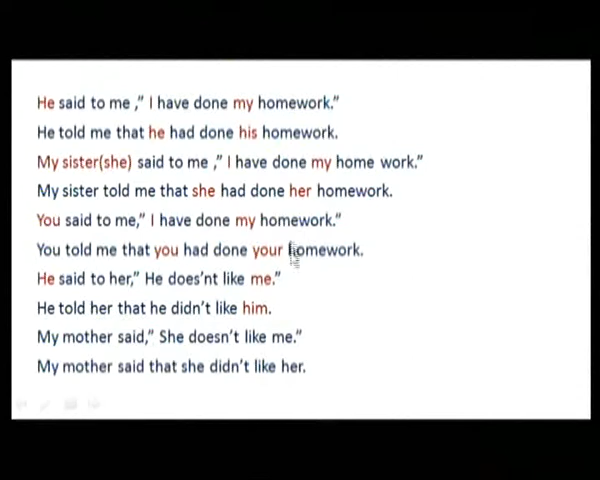 He said to me ,” I have done my homework.”
He told me that he had done his homework.
My sister(she) said to me ,” I have done my home work.”
My sister told me that she had done her homework.
You said to me,” I have done my homework.”
You told me that you had done your homework.
He said to her,” He does’nt like me.”
He told her that he didn’t like him.
My mother said,” She doesn’t like me.”
My mother said that she didn’t like her.